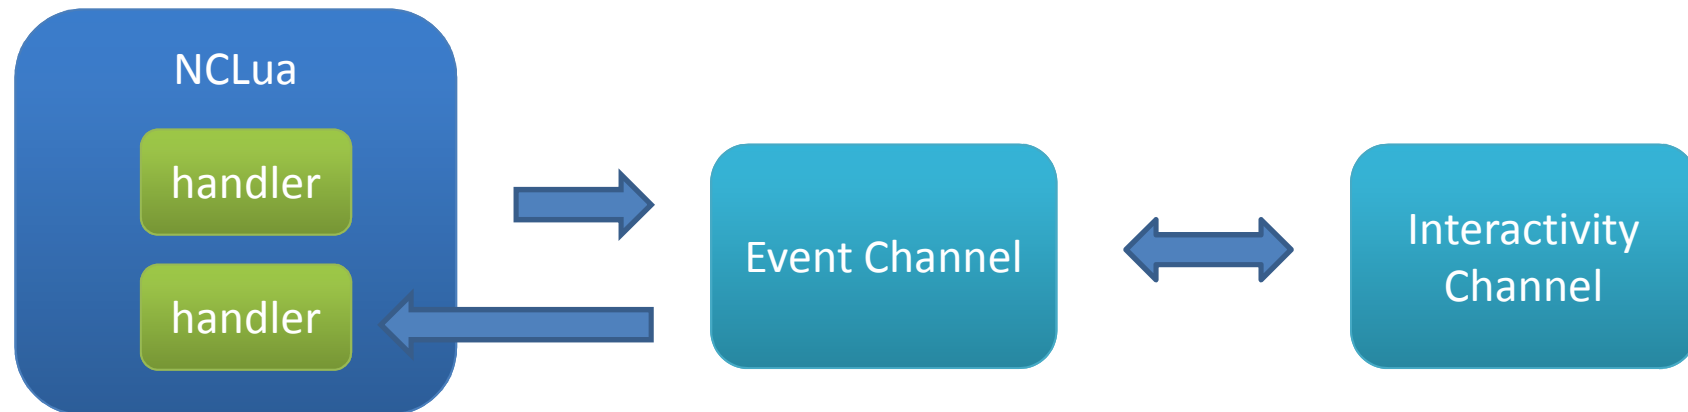 NCLua
handler
handler
Event Channel
Interactivity
Channel